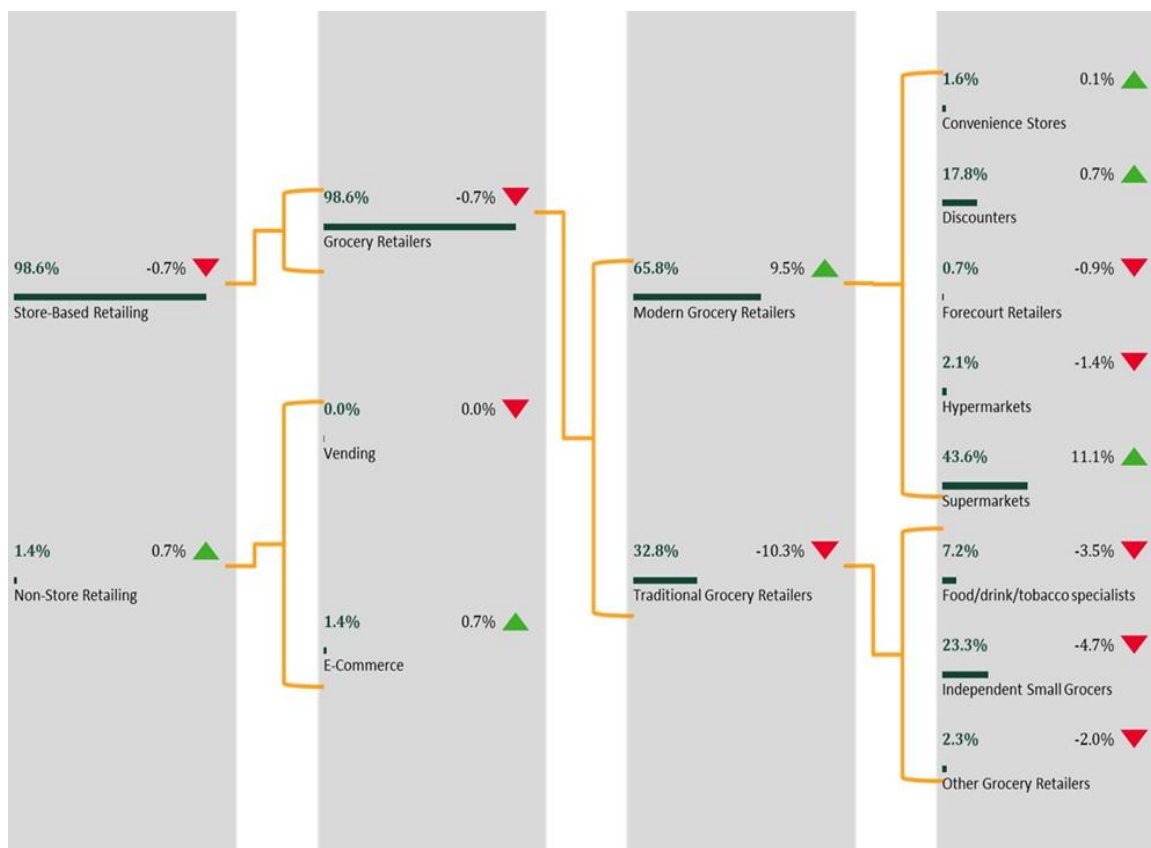 98.6% -0.7%
Store-Based Retailing
1.4% 0.7%
Non-Store Retailing
98.6% -0.7%
Grocery Retailers
0.0% 0.0%
Vending
1.4% 0.7%
E-Commerce
65.8% 9.5%
Modern Grocery Retailers
32.8% -10.3%
Traditional Grocery Retailers
1.6% 0.1%
Convenience Stores
17.8% 0.7%
Discounters
0.7% -0.9%
Forecourt Retailers
2.1% -1.4%
Hypermarkets
43.6% 11.1%
Supermarkets
7.2% -3.5%
Food/drink/tobacco specialists
23.3% -4.7%
Independent Small Grocers
2.3% -2.0%
Other Grocery Retailers